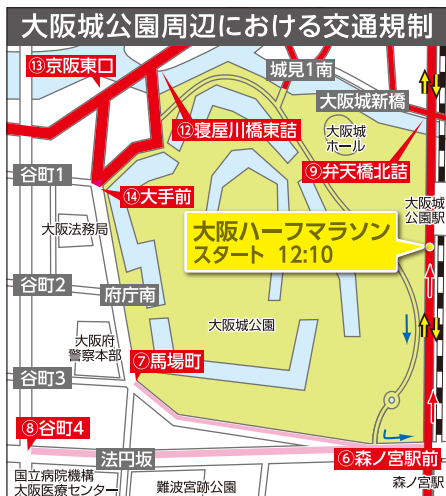 大阪城公園周辺における交通規制
⑬京阪東口
城見1南
大阪城新橋
⑫寝屋川橋東詰
大阪城
ホール
⑨弁天橋北詰
谷町1
⑭大手前
大阪城
公園駅
大阪法務局
大阪ハーフマラソン
スタート 12:10
谷町2
府庁南
大阪城公園
大阪府
警察本部
⑦馬場町
谷町3
⑧谷町4
法円坂
⑥森ノ宮駅前
国立病院機構
大阪医療センター
難波宮跡公園
森ノ宮駅